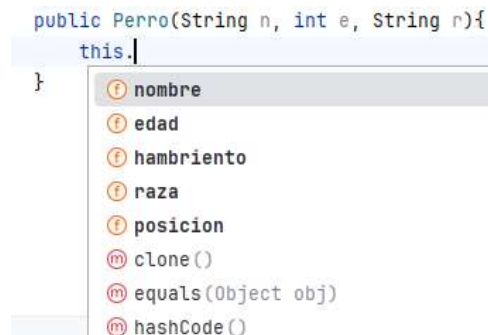 public Perro(String n, int e, String r){
this.
}
f nombre
f edad
f hambriento
f raza
f posicion
m clone()
m equals(Object obj)
m hashCode()